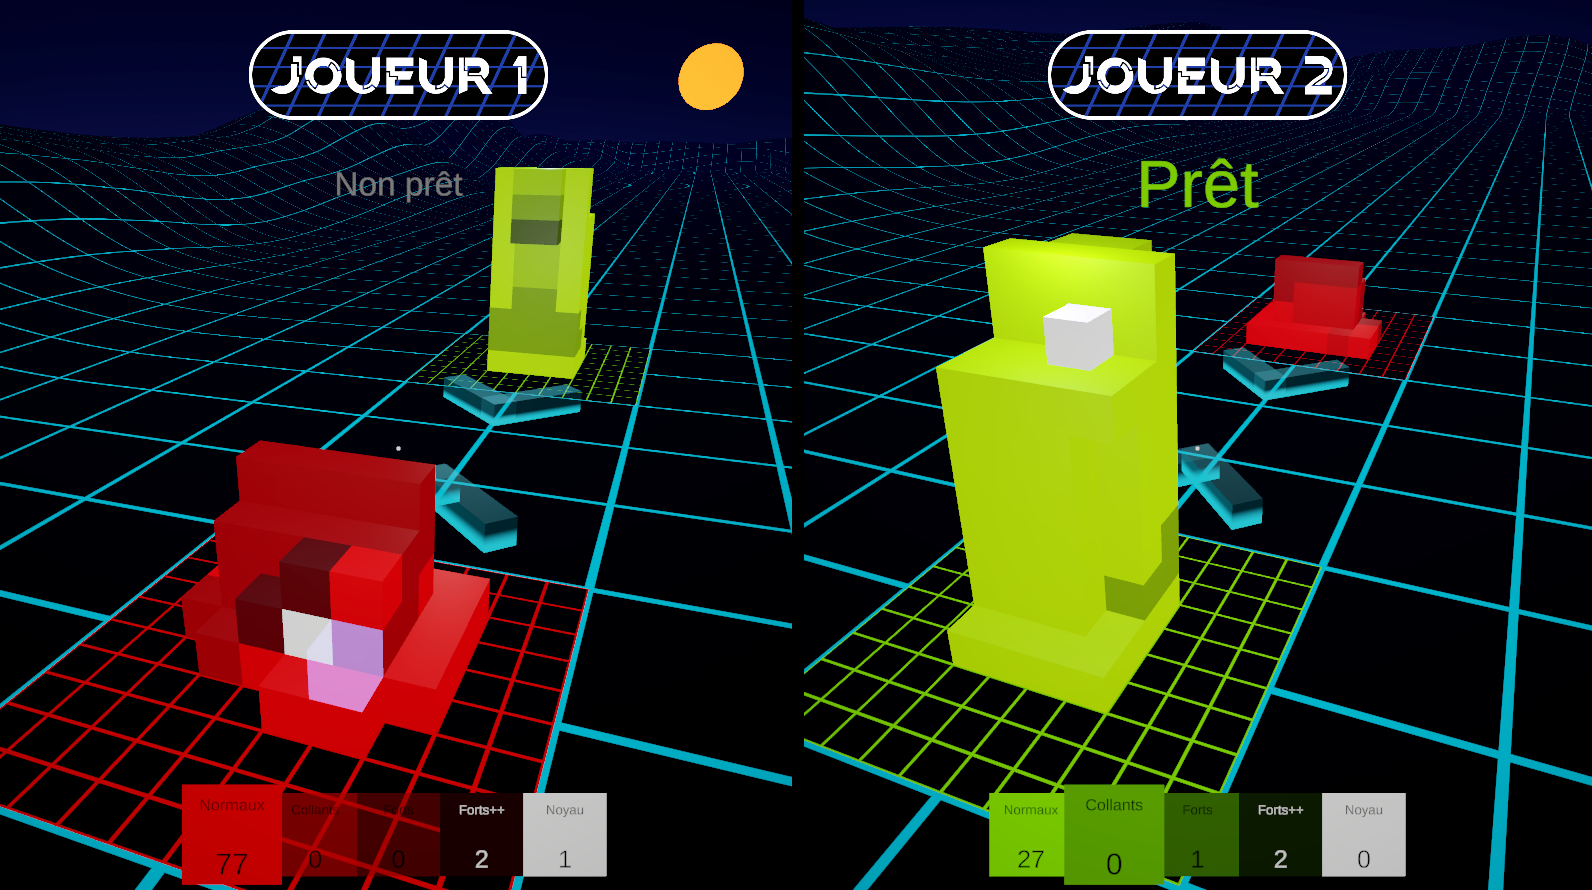 JOUEUR 1
Non prêt
Normaux Collants Forts Forts++ Noyau
77 0 0 2 1
JOUEUR 2
Prêt
Normaux Collants Forts Forts++ Noyau
27 0 1 2 0